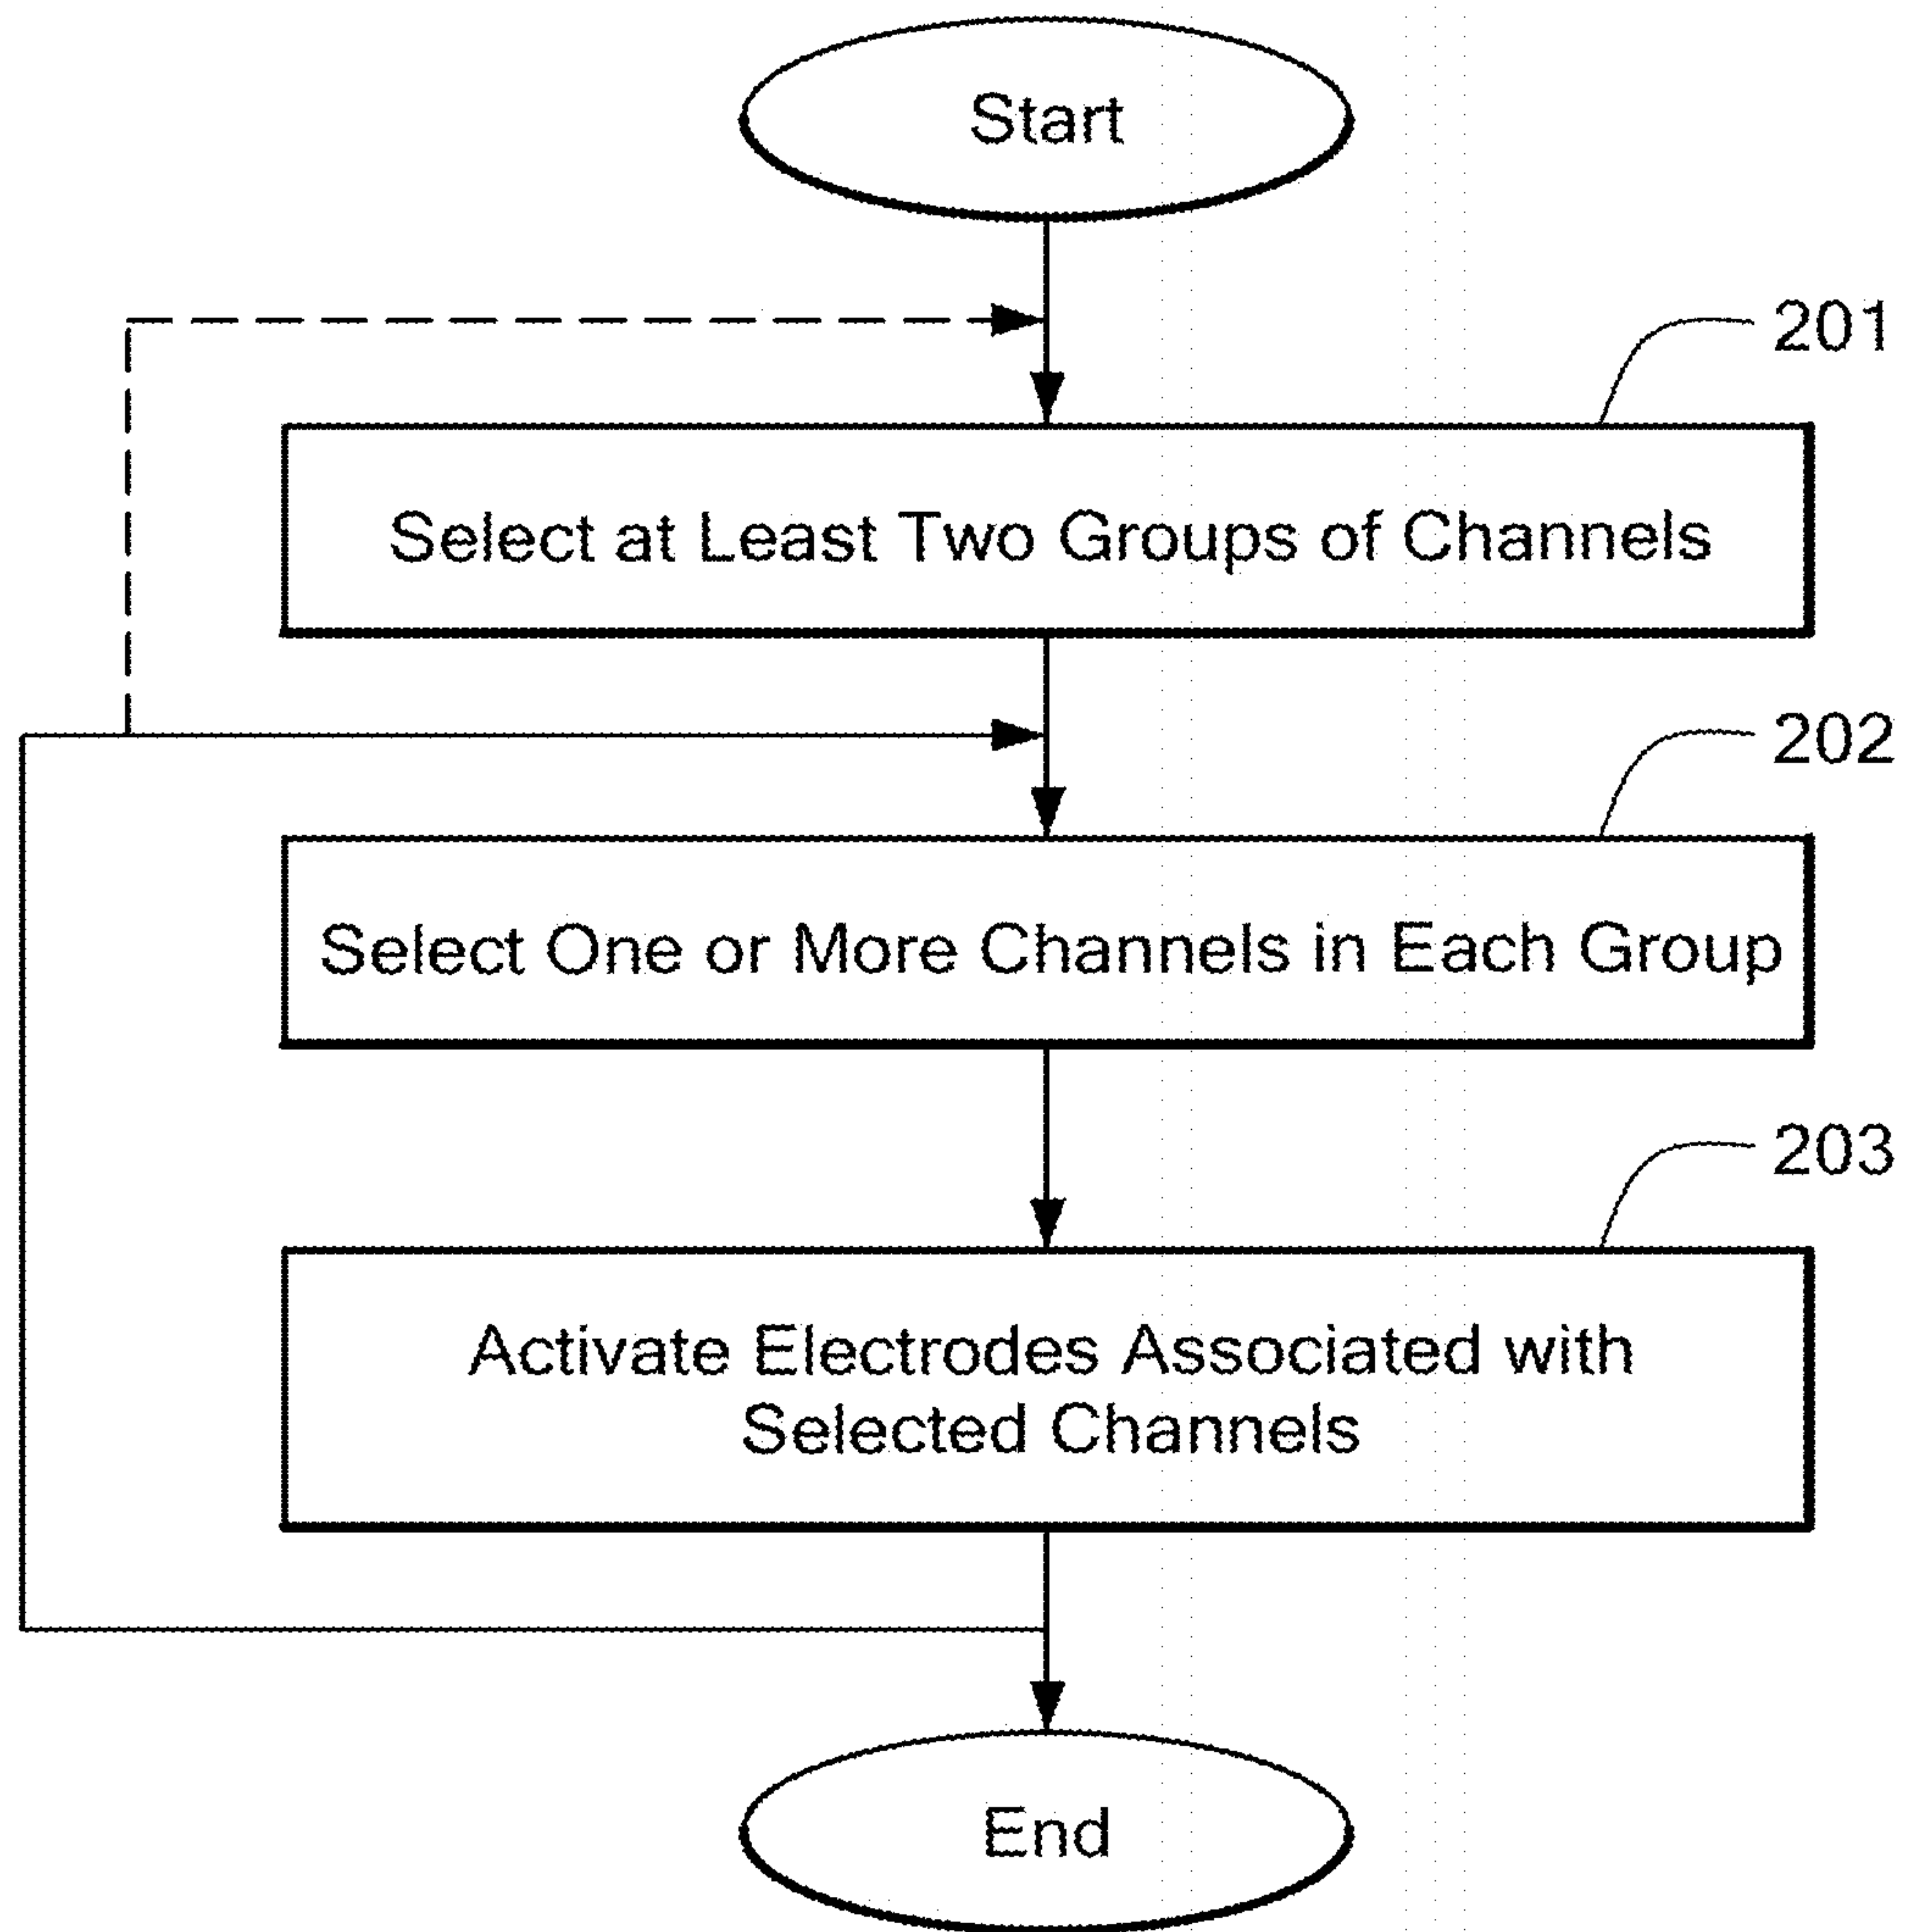 Start
201
Select at Least Two Groups of Channels
202
Select One or More Channels in Each Group
203
Activate Electrodes Associated with
Selected Channels
End